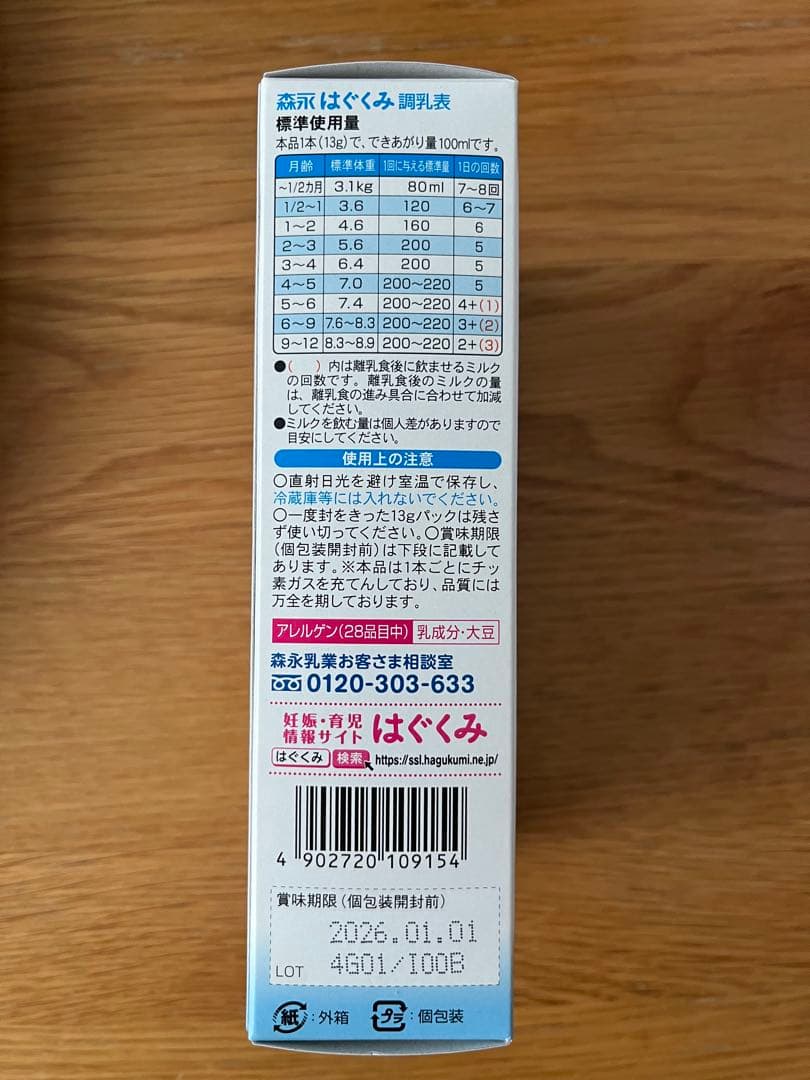 森永 はぐくみ 調乳表
標準使用量
本品1本(13g)で、できあがり量100mlです。
月齢 標準体重 1回に与える標準量 1日の回数
~1/2カ月 3.1kg 80ml 7~8回
1/2~1 3.6 120 6~7
1~2 4.6 160 6
2~3 5.6 200 5
3~4 6.4 200 5
4~5 7.0 200~220 5
5~6 7.4 200~220 4+(1)
6~9 7.6~8.3 200~220 3+(2)
9~12 8.3~8.9 200~220 2+(3)
●( )内は離乳食後に飲ませるミルク
の回数です。離乳食後のミルクの量
は、離乳食の進み具合に合わせて加減
してください。
●ミルクを飲む量は個人差がありますので
目安にしてください。
使用上の注意
○直射日光を避け室温で保存し、
冷蔵庫等には入れないでください。
○一度封をきった13gパックは残さ
ず使い切ってください。○賞味期限
(個包装開封前)は下段に記載して
あります。※本品は1本ごとにチッ
素ガスを充てんしており、品質には
万全を期しております。
アレルゲン(28品目中) 乳成分・大豆
森永乳業お客さま相談室
0120-303-633
妊娠・育児
情報サイト はぐくみ
はぐくみ 検索 https://ssl.hagukumi.ne.jp/
4 902720 109154
賞味期限(個包装開封前)
2026.01.01
LOT 4G01/I00B
紙:外箱 プラ:個包装